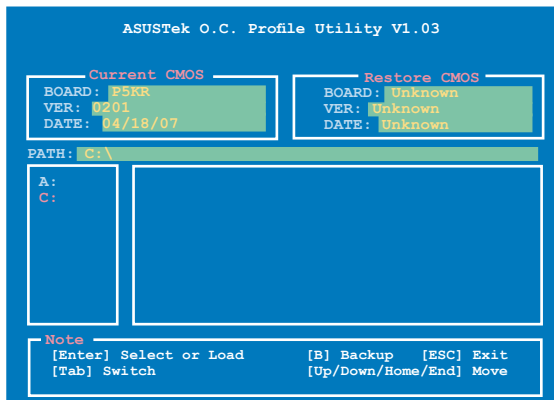 ASUSTek O.C. Profile Utility V1.03
Current CMOS
BOARD: P5KR
VER: 0201
DATE: 04/18/07
Restore CMOS
BOARD: Unknown
VER: Unknown
DATE: Unknown
PATH: C:\
A:
C:
Note
[Enter] Select or Load [B] Backup [ESC] Exit
[Tab] Switch [Up/Down/Home/End] Move